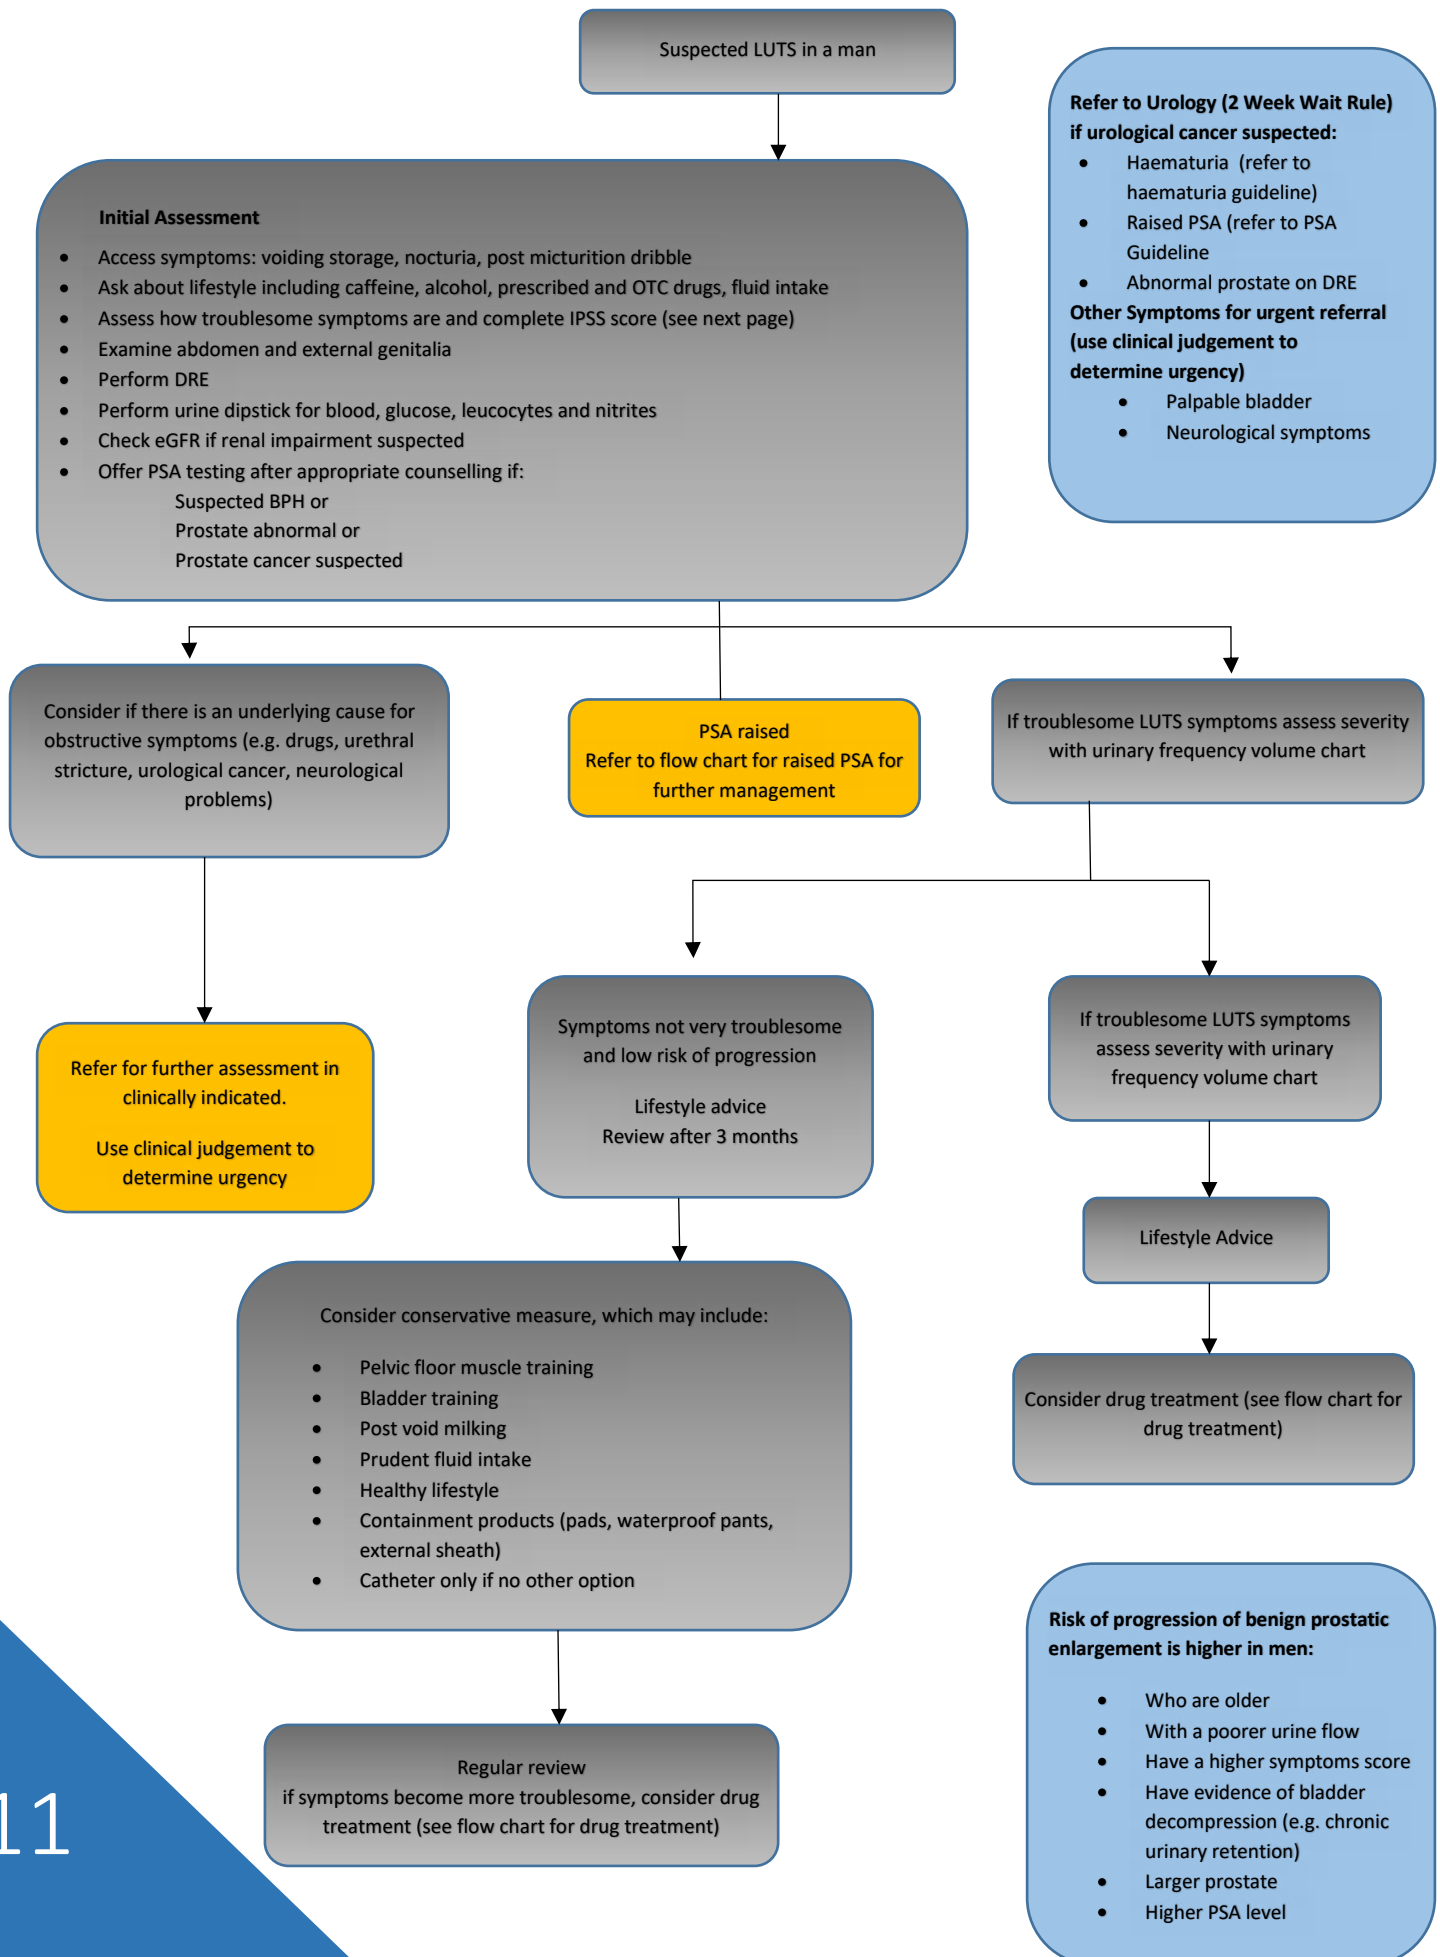 Suspected LUTS in a man
Refer to Urology (2 Week Wait Rule)
if urological cancer suspected:
• Haematuria (refer to
haematuria guideline)
• Raised PSA (refer to PSA
Guideline
• Abnormal prostate on DRE
Other Symptoms for urgent referral
(use clinical judgement to
determine urgency)
• Palpable bladder
• Neurological symptoms
Initial Assessment
• Access symptoms: voiding storage, nocturia, post micturition dribble
• Ask about lifestyle including caffeine, alcohol, prescribed and OTC drugs, fluid intake
• Assess how troublesome symptoms are and complete IPSS score (see next page)
• Examine abdomen and external genitalia
• Perform DRE
• Perform urine dipstick for blood, glucose, leucocytes and nitrites
• Check eGFR if renal impairment suspected
• Offer PSA testing after appropriate counselling if:
Suspected BPH or
Prostate abnormal or
Prostate cancer suspected
Consider if there is an underlying cause for
obstructive symptoms (e.g. drugs, urethral
stricture, urological cancer, neurological
problems)
PSA raised
Refer to flow chart for raised PSA for
further management
If troublesome LUTS symptoms assess severity
with urinary frequency volume chart
Refer for further assessment in
clinically indicated.
Use clinical judgement to
determine urgency
Symptoms not very troublesome
and low risk of progression
Lifestyle advice
Review after 3 months
If troublesome LUTS symptoms
assess severity with urinary
frequency volume chart
Lifestyle Advice
Consider conservative measure, which may include:
• Pelvic floor muscle training
• Bladder training
• Post void milking
• Prudent fluid intake
• Healthy lifestyle
• Containment products (pads, waterproof pants,
external sheath)
• Catheter only if no other option
Consider drug treatment (see flow chart for
drug treatment)
Regular review
if symptoms become more troublesome, consider drug
treatment (see flow chart for drug treatment)
Risk of progression of benign prostatic
enlargement is higher in men:
• Who are older
• With a poorer urine flow
• Have a higher symptoms score
• Have evidence of bladder
decompression (e.g. chronic
urinary retention)
• Larger prostate
• Higher PSA level
11